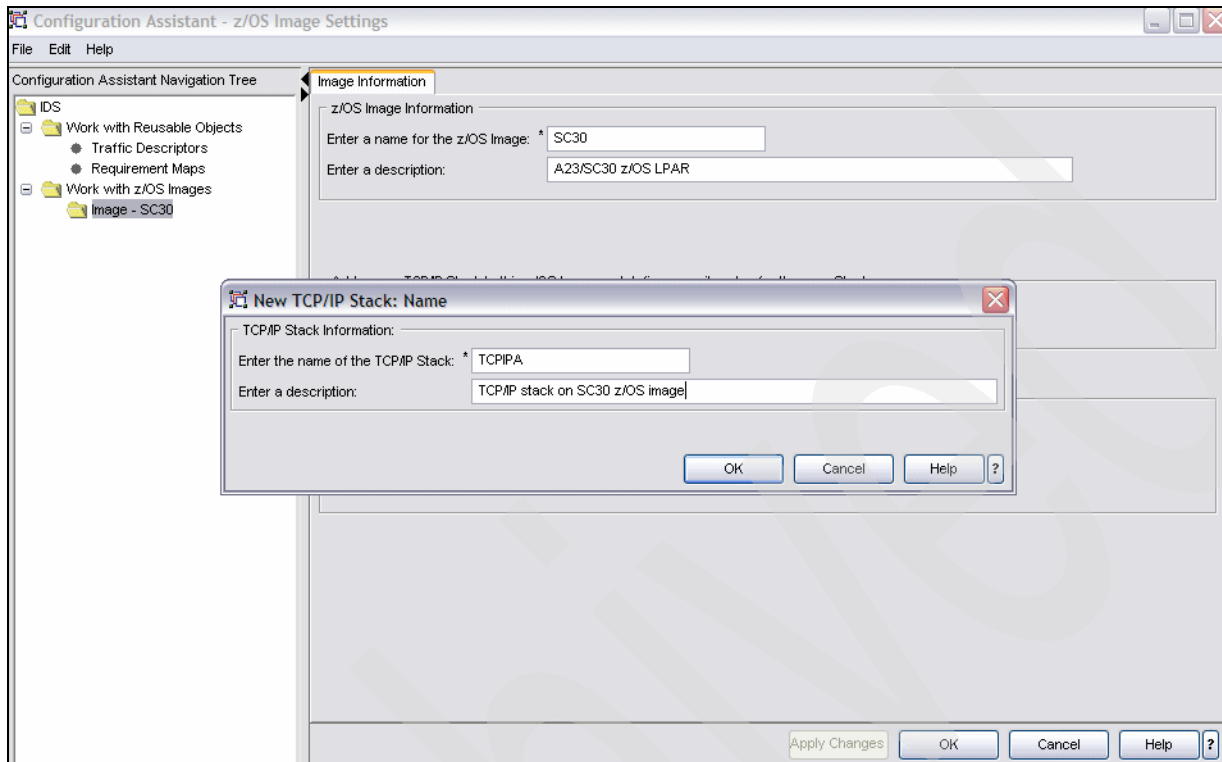 Configuration Assistant - z/OS Image Settings
File Edit Help
Configuration Assistant Navigation Tree
IDS
Work with Reusable Objects
Traffic Descriptors
Requirement Maps
Work with z/OS Images
Image - SC30
Image Information
z/OS Image Information
Enter a name for the z/OS Image: * SC30
Enter a description: A23/SC30 z/OS LPAR
New TCP/IP Stack: Name
TCP/IP Stack Information:
Enter the name of the TCP/IP Stack: * TCPIPA
Enter a description: TCP/IP stack on SC30 z/OS image
OK Cancel Help ?
Apply Changes OK Cancel Help ?